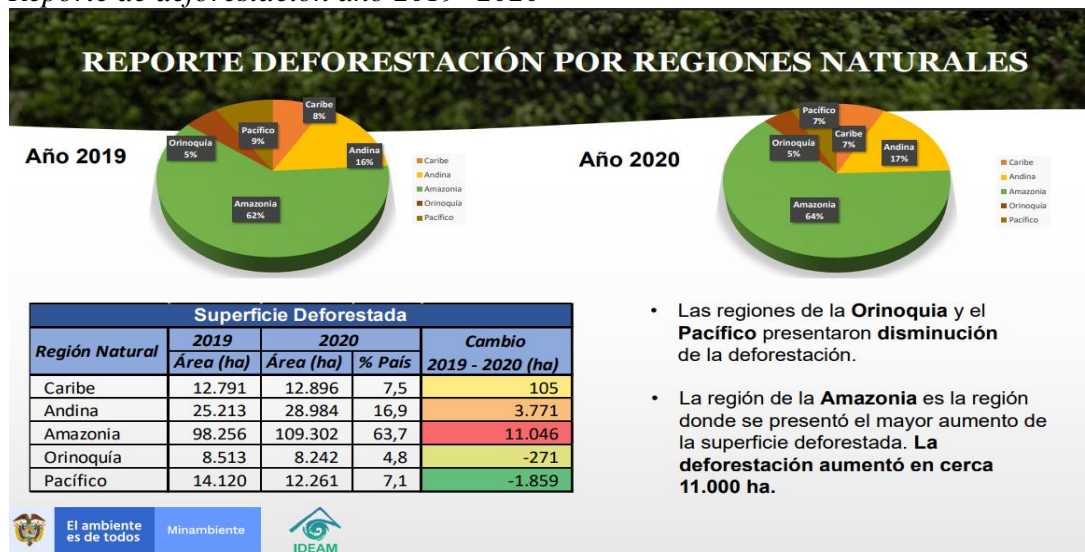 Reporte de deforestación año 2019 -2020
REPORTE DEFORESTACIÓN POR REGIONES NATURALES
Año 2019
Caribe
8%
Andina
16%
Amazonia
62%
Orinoquía
5%
Pacífico
9%
Caribe
Andina
Amazonia
Orinoquía
Pacífico
Año 2020
Pacífico
7%
Caribe
7%
Andina
17%
Orinoquía
5%
Amazonia
64%
Caribe
Andina
Amazonia
Orinoquía
Pacífico
Superficie Deforestada
Región Natural 2019 2020 Cambio
Área (ha) Área (ha) % País 2019 - 2020 (ha)
Caribe 12.791 12.896 7,5 105
Andina 25.213 28.984 16,9 3.771
Amazonia 98.256 109.302 63,7 11.046
Orinoquía 8.513 8.242 4,8 -271
Pacífico 14.120 12.261 7,1 -1.859
• Las regiones de la Orinoquia y el
Pacífico presentaron disminución
de la deforestación.
• La región de la Amazonia es la región
donde se presentó el mayor aumento de
la superficie deforestada. La
deforestación aumentó en cerca
11.000 ha.
El ambiente
es de todos
Minambiente
IDEAM